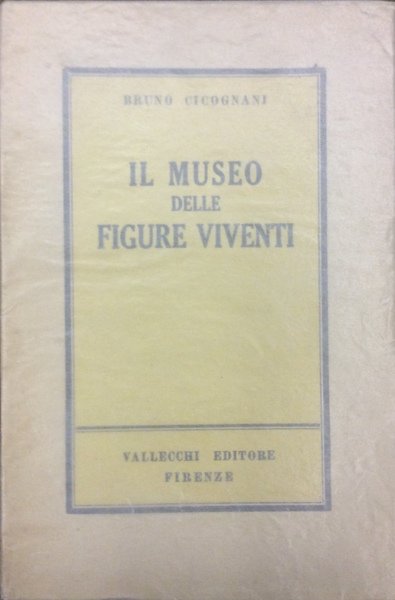 BRUNO CICOGNANI
IL MUSEO
DELLE
FIGURE VIVENTI
VALLECCHI EDITORE
FIRENZE